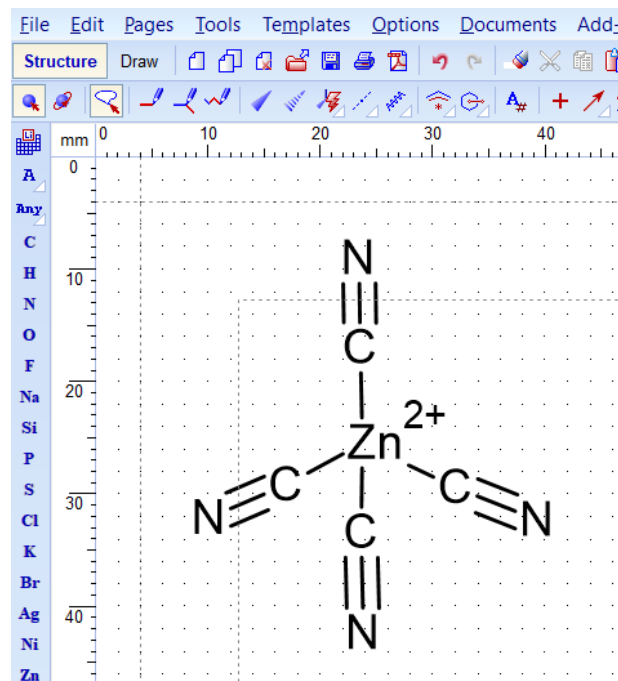 File Edit Pages Tools Templates Options Documents Add-
Structure Draw
A#
mm 0 10 20 30 40
0
A
Any
C
H
N
10
N
O
C
F
20
Na
Zn 2+
Si
P
C C
S
30
N N
Cl
C
K
Br
40
Ag
N
Ni
Zn